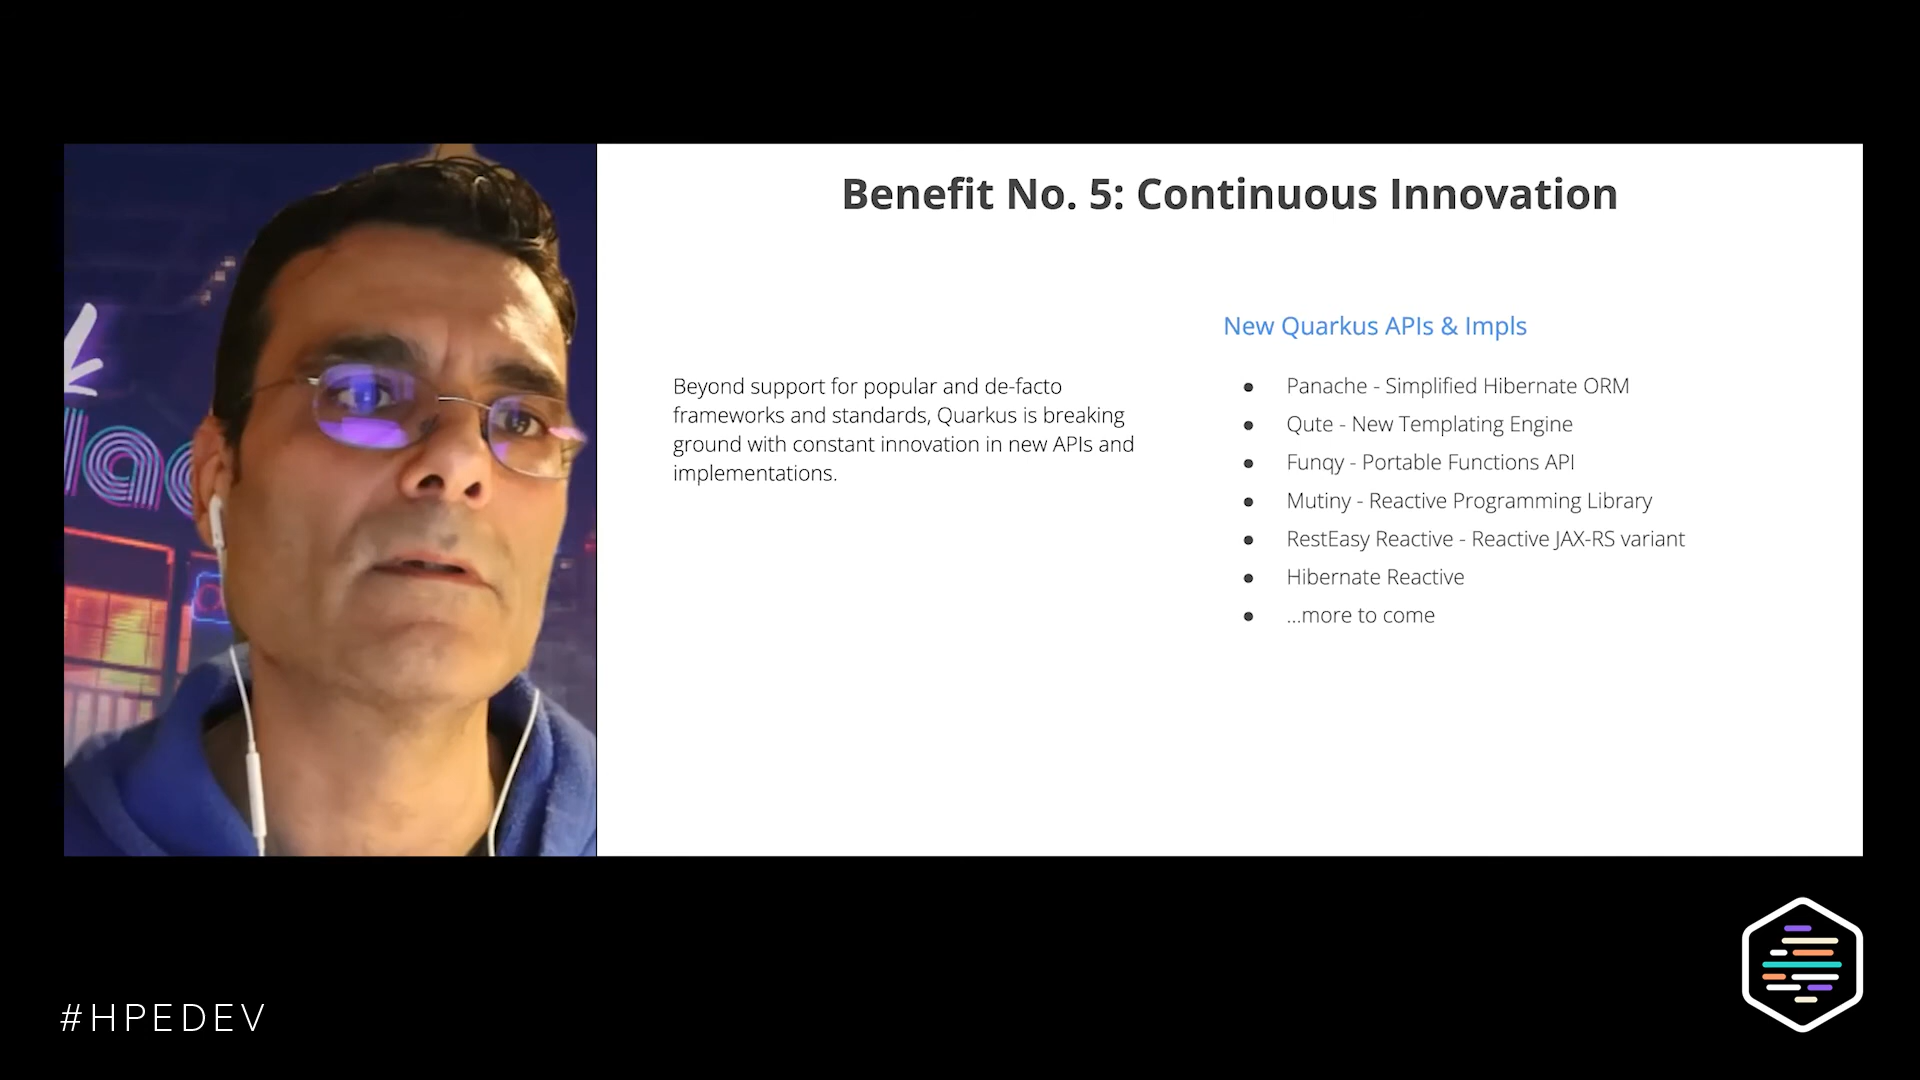 Benefit No. 5: Continuous Innovation
Beyond support for popular and de-facto
frameworks and standards, Quarkus is breaking
ground with constant innovation in new APIs and
implementations.
New Quarkus APIs & Impls
● Panache - Simplified Hibernate ORM
● Qute - New Templating Engine
● Funqy - Portable Functions API
● Mutiny - Reactive Programming Library
● RestEasy Reactive - Reactive JAX-RS variant
● Hibernate Reactive
● ...more to come
#HPEDEV